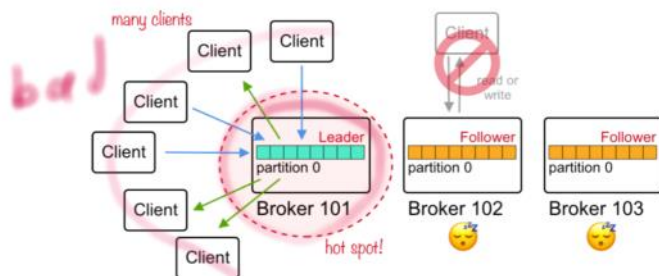 many clients
bad
Client
Client
Client
Client
Client
Client
Leader
partition 0
Broker 101
hot spot!
Client
read or
write
Follower
partition 0
Broker 102
Follower
partition 0
Broker 103